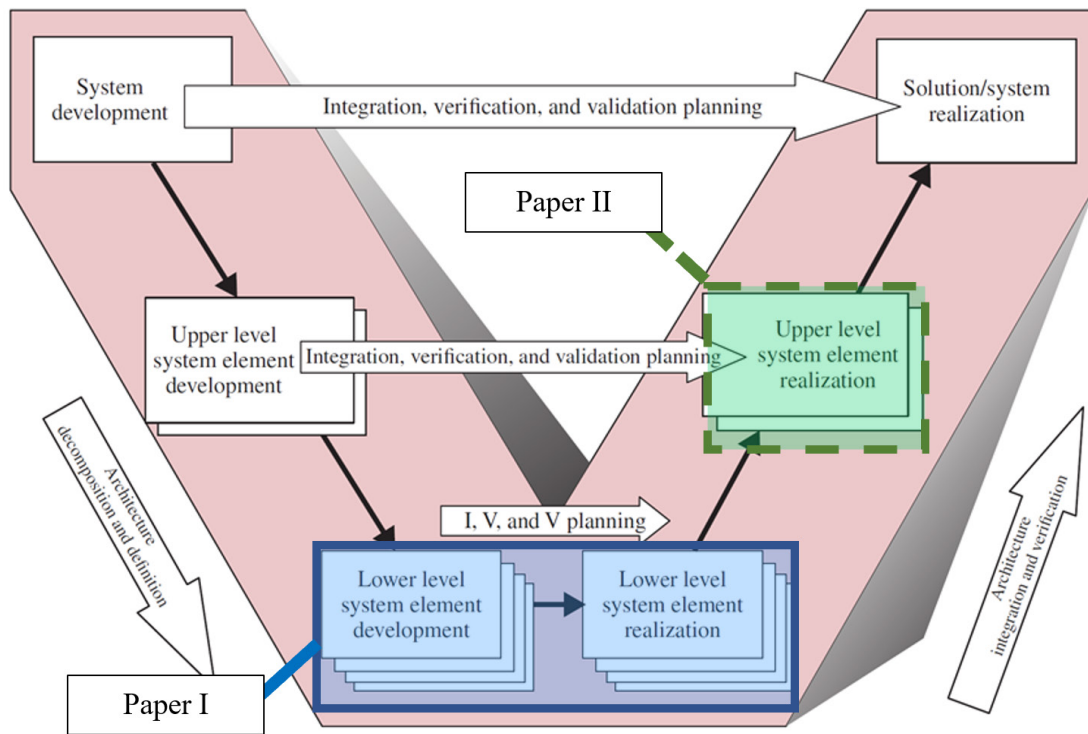 System
development
Integration, verification, and validation planning
Solution/system
realization
Paper II
Upper level
system element
development
Integration, verification, and validation planning
Upper level
system element
realization
Architecture
decomposition and definition
I, V, and V planning
Architecture
integration and verification
Lower level
system element
development
Lower level
system element
realization
Paper I